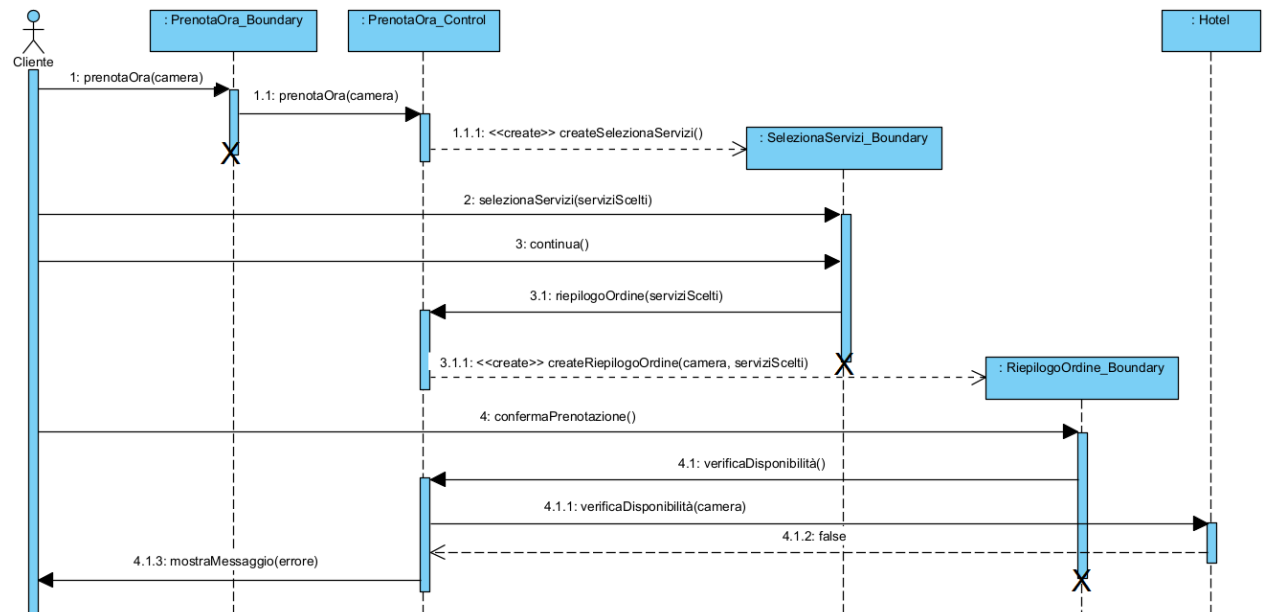 : PrenotaOra_Boundary
: PrenotaOra_Control
: Hotel
Cliente
1: prenotaOra(camera)
1.1: prenotaOra(camera)
1.1.1: <<create>> createSelezionaServizi()
: SelezionaServizi_Boundary
2: selezionaServizi(serviziScelti)
3: continua()
3.1: riepilogoOrdine(serviziScelti)
3.1.1: <<create>> createRiepilogoOrdine(camera, serviziScelti)
: RiepilogoOrdine_Boundary
4: confermaPrenotazione()
4.1: verificaDisponibilità()
4.1.1: verificaDisponibilità(camera)
4.1.2: false
4.1.3: mostraMessaggio(errore)